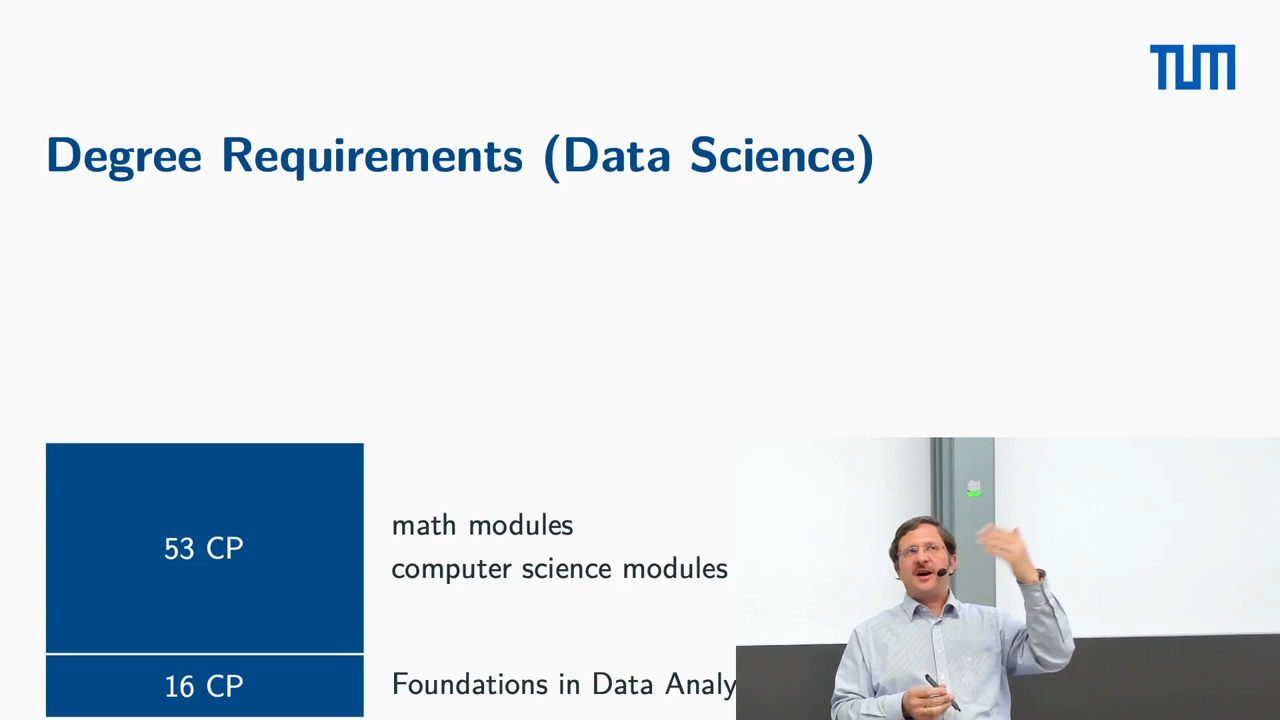 TUM
Degree Requirements (Data Science)
53 CP
math modules
computer science modules
16 CP
Foundations in Data Analy